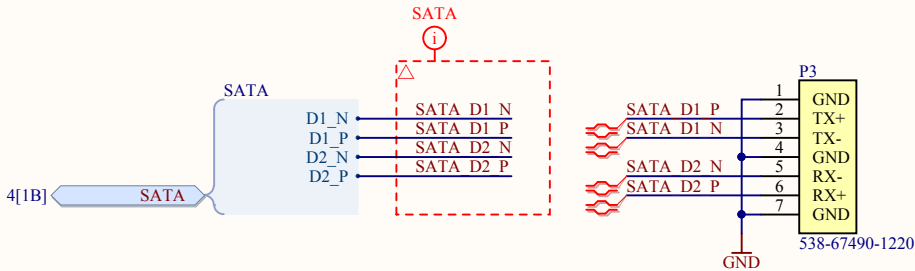 SATA
i
SATA
D1_N
D1_P
D2_N
D2_P
SATA_D1_N
SATA_D1_P
SATA_D2_N
SATA_D2_P
4[1B]
SATA
SATA_D1_P
SATA_D1_N
SATA_D2_N
SATA_D2_P
P3
1 GND
2 TX+
3 TX-
4 GND
5 RX-
6 RX+
7 GND
538-67490-1220
GND